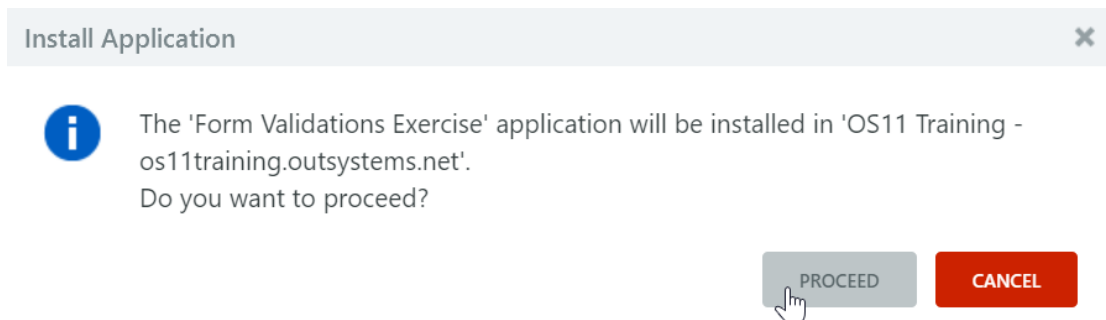 Install Application
The 'Form Validations Exercise' application will be installed in 'OS11 Training -
os11training.outsystems.net'.
Do you want to proceed?
PROCEED
CANCEL